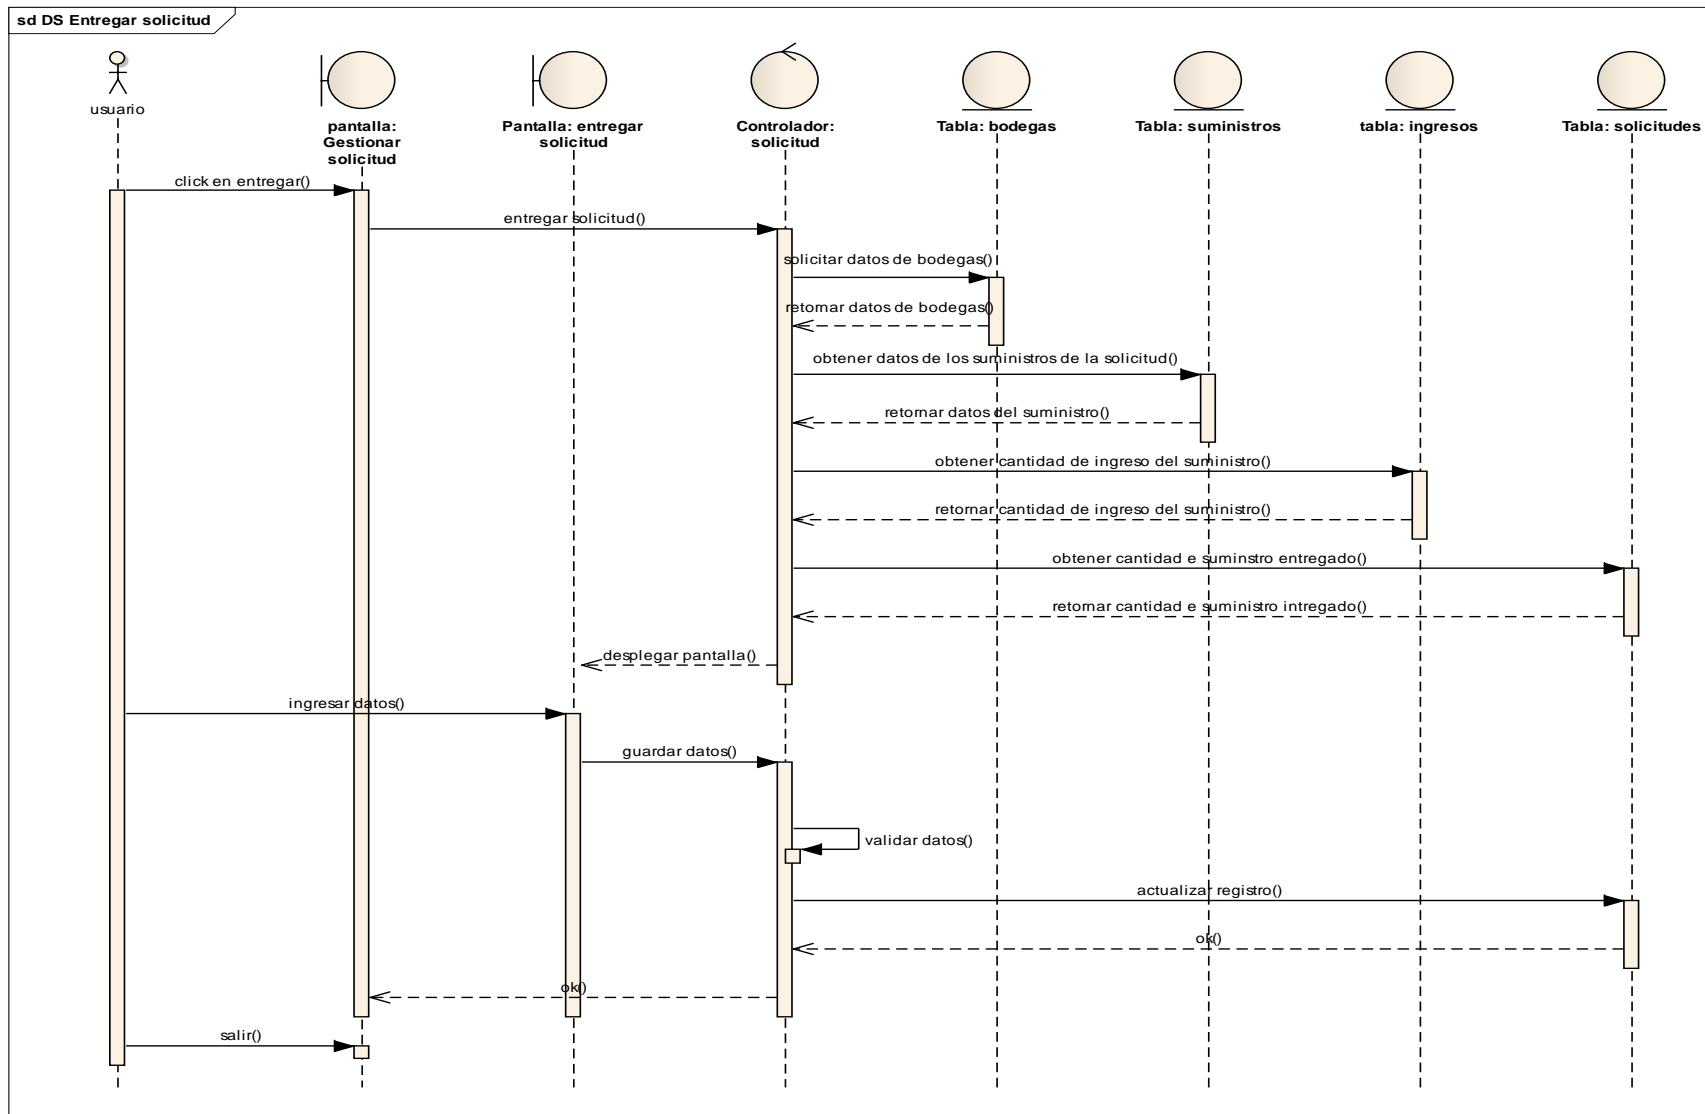 sd DS Entregar solicitud
usuario
pantalla:
Gestionar
solicitud
Pantalla: entregar
solicitud
Controlador:
solicitud
Tabla: bodegas
Tabla: suministros
tabla: ingresos
Tabla: solicitudes
click en entregar()
entregar solicitud()
solicitar datos de bodegas()
retornar datos de bodegas()
obtener datos de los suministros de la solicitud()
retornar datos del suministro()
obtener cantidad de ingreso del suministro()
retornar cantidad de ingreso del suministro()
obtener cantidad e suminstro entregado()
retornar cantidad e suministro intregado()
desplegar pantalla()
ingresar datos()
guardar datos()
validar datos()
actualizar registro()
ok()
ok()
salir()